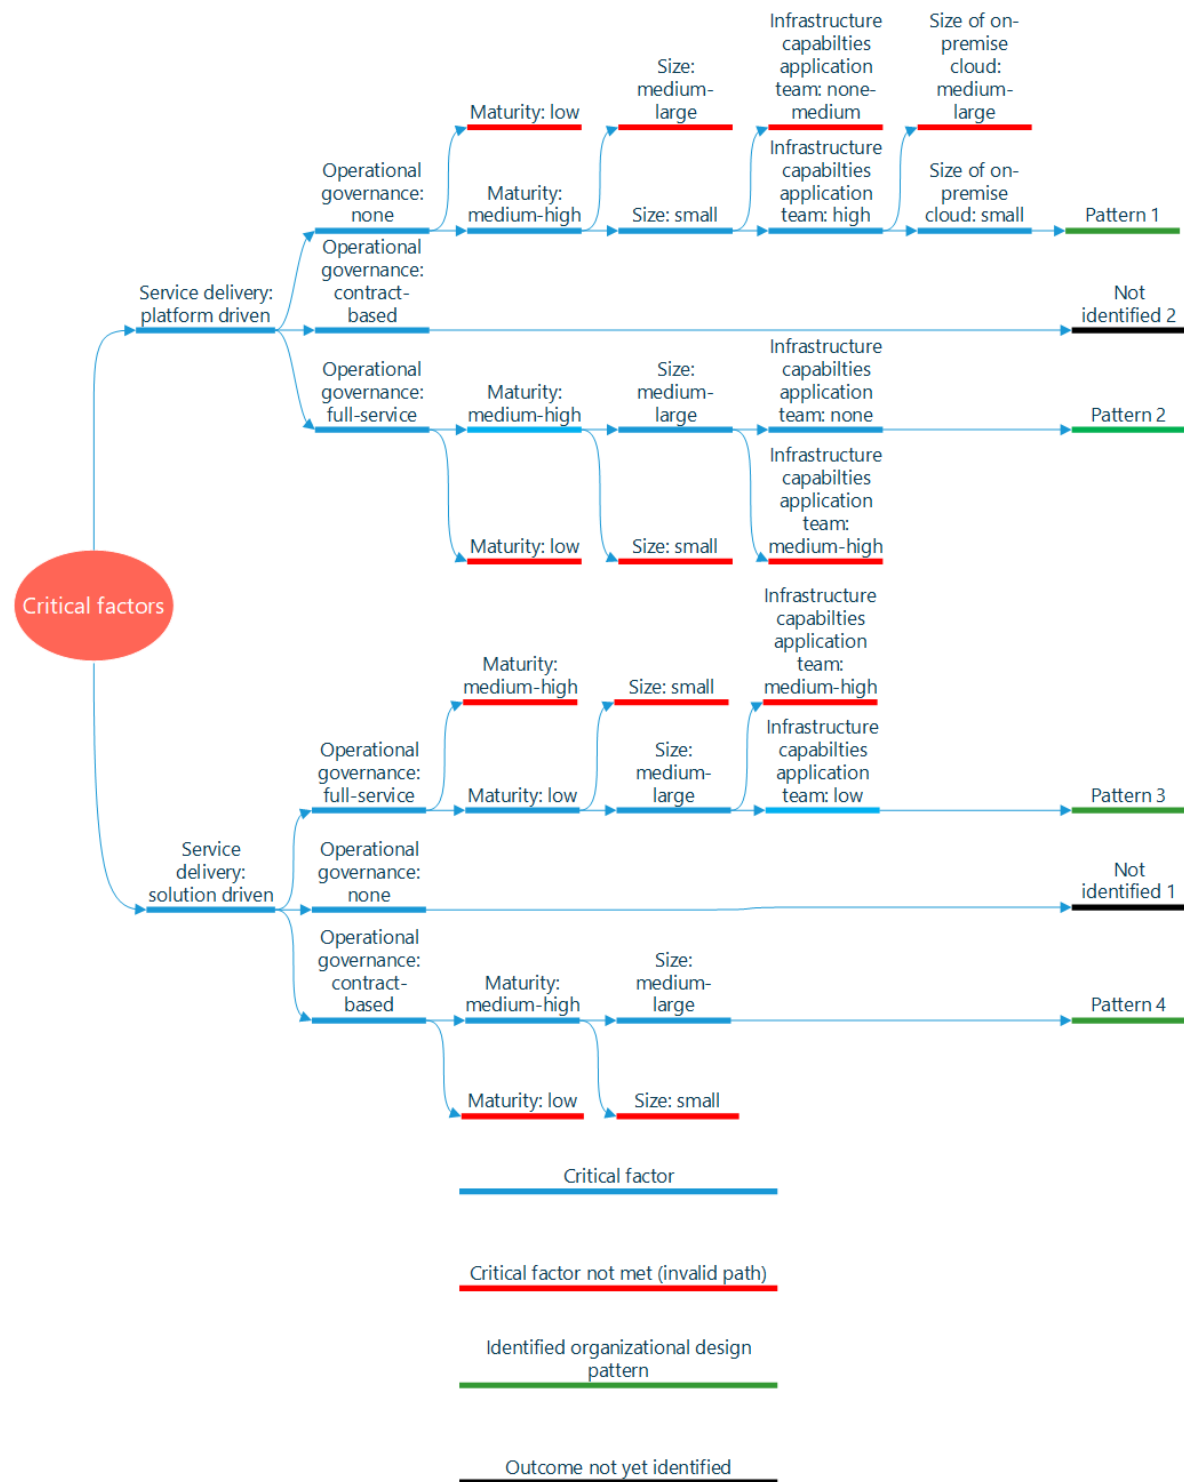 Infrastructure
capabilties
application
team: none-
medium
Size of on-
premise
cloud:
medium-
large
Size:
medium-
large
Maturity: low
Operational
governance:
none
Maturity:
medium-high
Size: small
Infrastructure
capabilties
application
team: high
Size of on-
premise
cloud: small
Pattern 1
Service delivery:
platform driven
Operational
governance:
contract-
based
Not
identified 2
Operational
governance:
full-service
Maturity:
medium-high
Size:
medium-
large
Infrastructure
capabilties
application
team: none
Pattern 2
Maturity: low
Size: small
Infrastructure
capabilties
application
team:
medium-high
Critical factors
Maturity:
medium-high
Size: small
Infrastructure
capabilties
application
team:
medium-high
Operational
governance:
full-service
Maturity: low
Size:
medium-
large
Infrastructure
capabilties
application
team: low
Pattern 3
Service
delivery:
solution driven
Operational
governance:
none
Not
identified 1
Operational
governance:
contract-
based
Maturity:
medium-high
Size:
medium-
large
Pattern 4
Maturity: low
Size: small
Critical factor
Critical factor not met (invalid path)
Identified organizational design
pattern
Outcome not yet identified